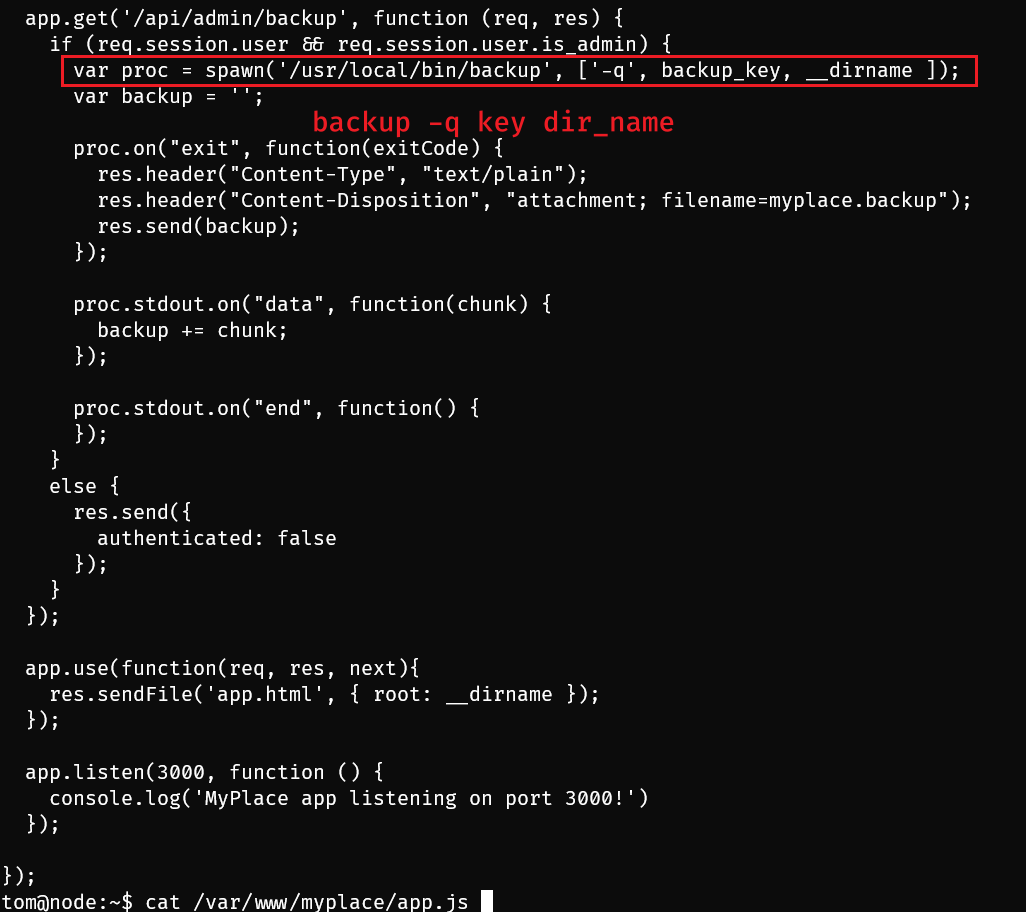 app.get('/api/admin/backup', function (req, res) {
if (req.session.user && req.session.user.is_admin) {
var proc = spawn('/usr/local/bin/backup', ['-q', backup_key, __dirname ]);
var backup = '';
backup -q key dir_name
proc.on("exit", function(exitCode) {
res.header("Content-Type", "text/plain");
res.header("Content-Disposition", "attachment; filename=myplace.backup");
res.send(backup);
});
proc.stdout.on("data", function(chunk) {
backup += chunk;
});
proc.stdout.on("end", function() {
});
}
else {
res.send({
authenticated: false
});
}
});
app.use(function(req, res, next){
res.sendFile('app.html', { root: __dirname });
});
app.listen(3000, function () {
console.log('MyPlace app listening on port 3000!')
});
});
tom@node:~$ cat /var/www/myplace/app.js